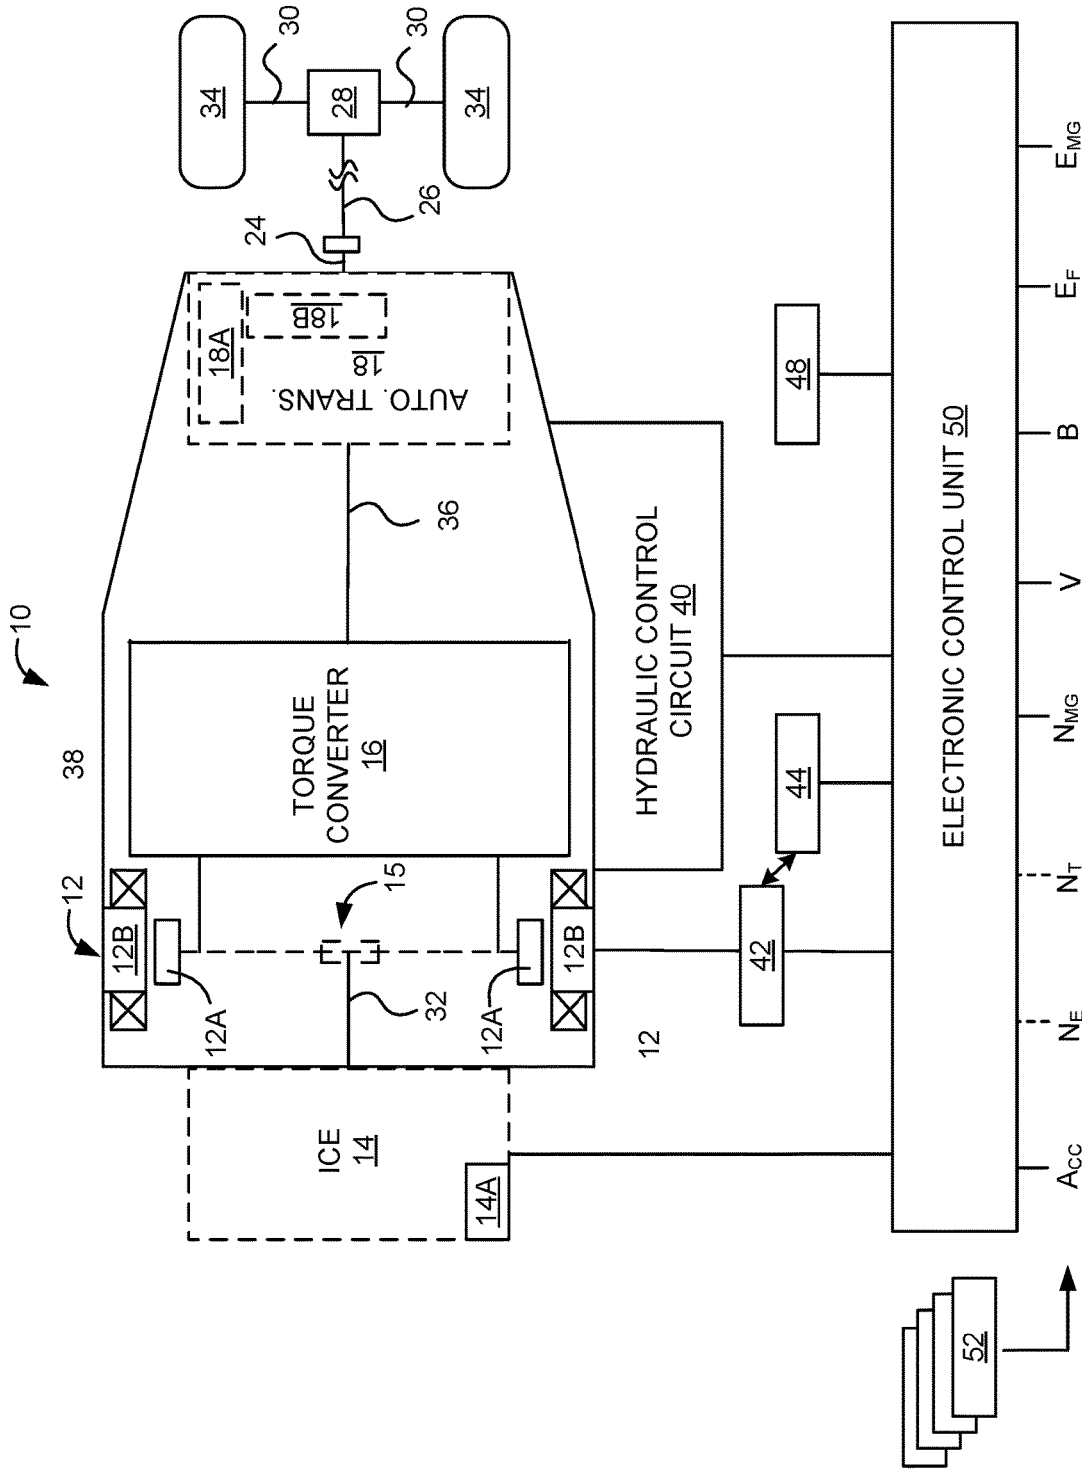 10
12
38
30
30
34
34
28
24
26
12B
12A
12A
12B
15
32
12
TORQUE
CONVERTER
16
36
18A
18B
AUTO. TRANS.
18
ICE
14
14A
HYDRAULIC CONTROL
CIRCUIT 40
42
44
48
ELECTRONIC CONTROL UNIT 50
52
ACC
NE
NT
NMG
V
B
EF
EMG